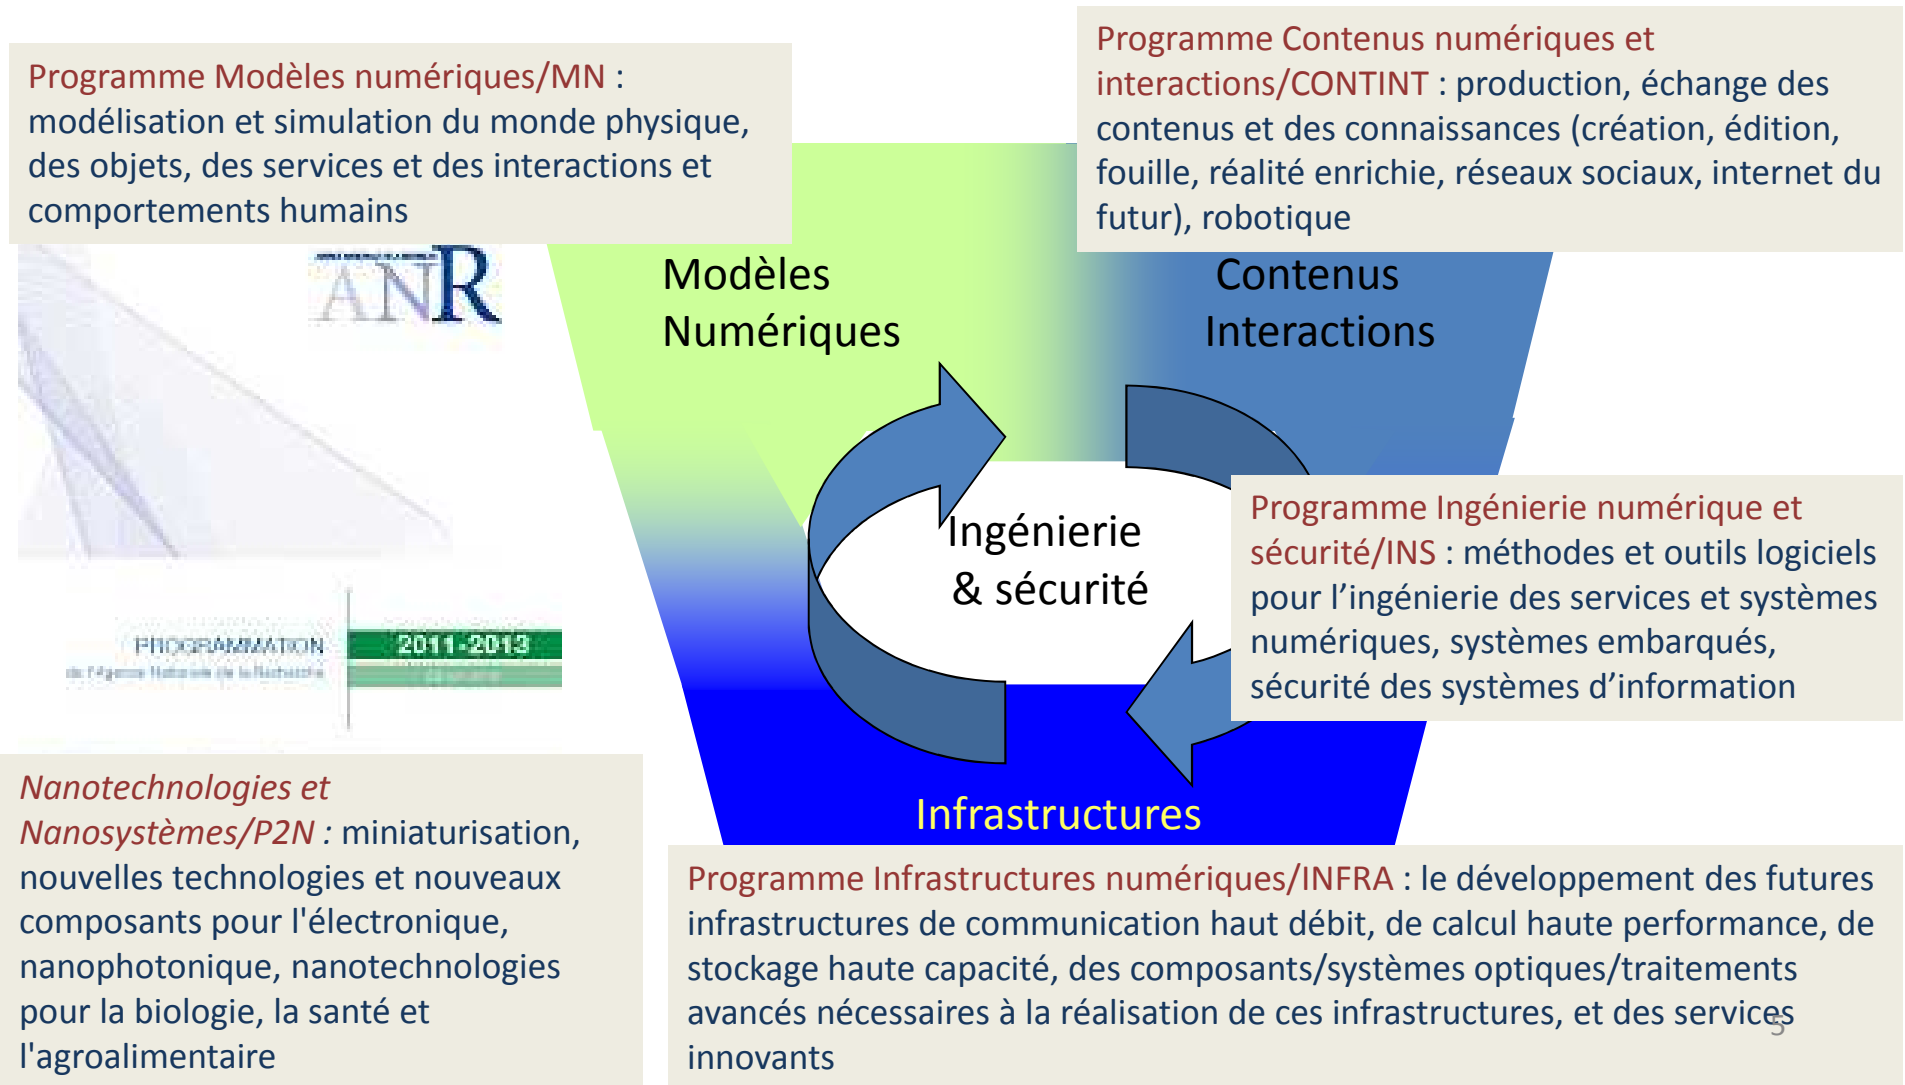 Programme Modèles numériques/MN :
modélisation et simulation du monde physique,
des objets, des services et des interactions et
comportements humains
Programme Contenus numériques et
interactions/CONTINT : production, échange des
contenus et des connaissances (création, édition,
fouille, réalité enrichie, réseaux sociaux, internet du
futur), robotique
ANR
Modèles
Numériques
Contenus
Interactions
Ingénierie
& sécurité
Programme Ingénierie numérique et
sécurité/INS : méthodes et outils logiciels
pour l’ingénierie des services et systèmes
numériques, systèmes embarqués,
sécurité des systèmes d’information
PROGRAMMATION
2011-2013
de l'Agence Nationale de la Recherche
Infrastructures
Nanotechnologies et
Nanosystèmes/P2N : miniaturisation,
nouvelles technologies et nouveaux
composants pour l'électronique,
nanophotonique, nanotechnologies
pour la biologie, la santé et
l'agroalimentaire
Programme Infrastructures numériques/INFRA : le développement des futures
infrastructures de communication haut débit, de calcul haute performance, de
stockage haute capacité, des composants/systèmes optiques/traitements
avancés nécessaires à la réalisation de ces infrastructures, et des services
innovants
5